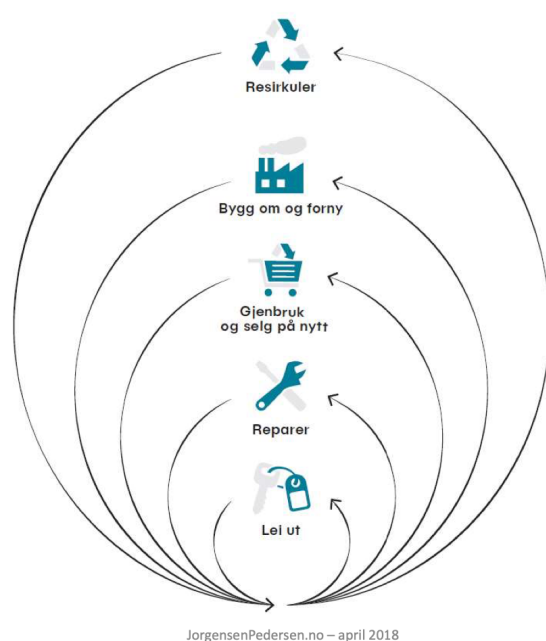 Resirkuler
Bygg om og forny
Gjenbruk
og selg på nytt
Reparer
Lei ut
JorgensenPedersen.no – april 2018